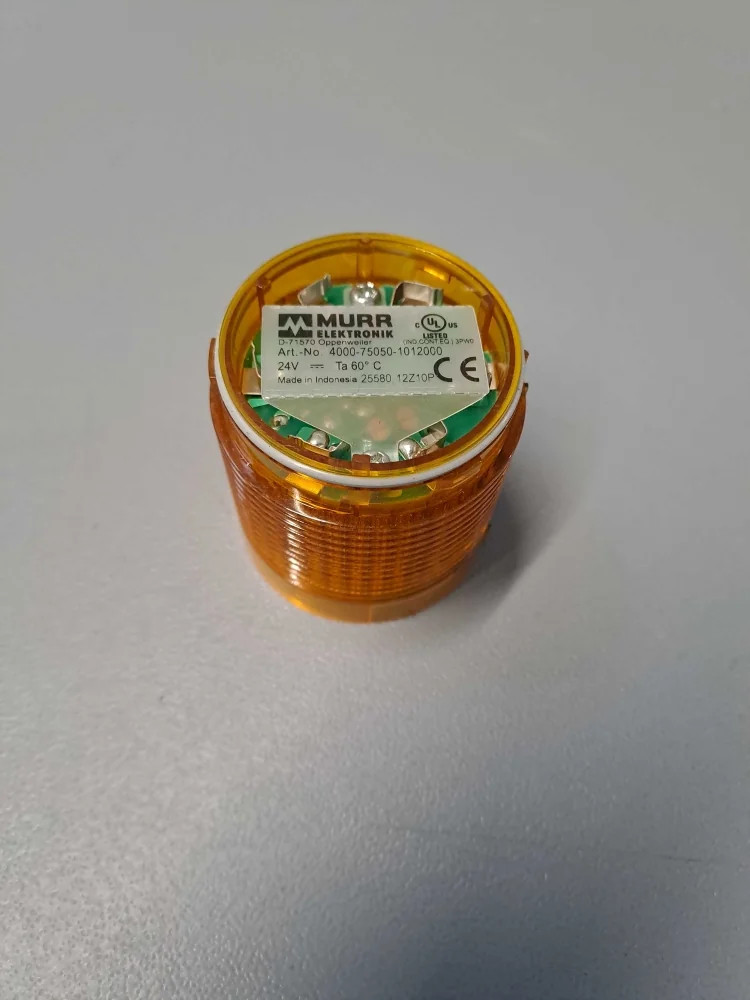 MURR
ELEKTRONIK
D-71570 Oppenweiler
c UL us
LISTED
(IND.CONT.EQ.) 3PW0
Art.-No. 4000-75050-1012000
24V ⎓ Ta 60° C
Made in Indonesia 25580 12Z10P CE